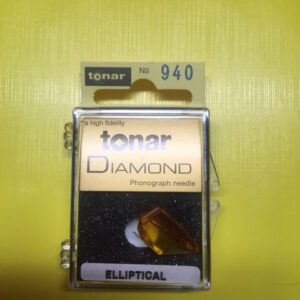 tonar No 940
a high fidelity
tonar
DIAMOND
Phonograph needle
ELLIPTICAL